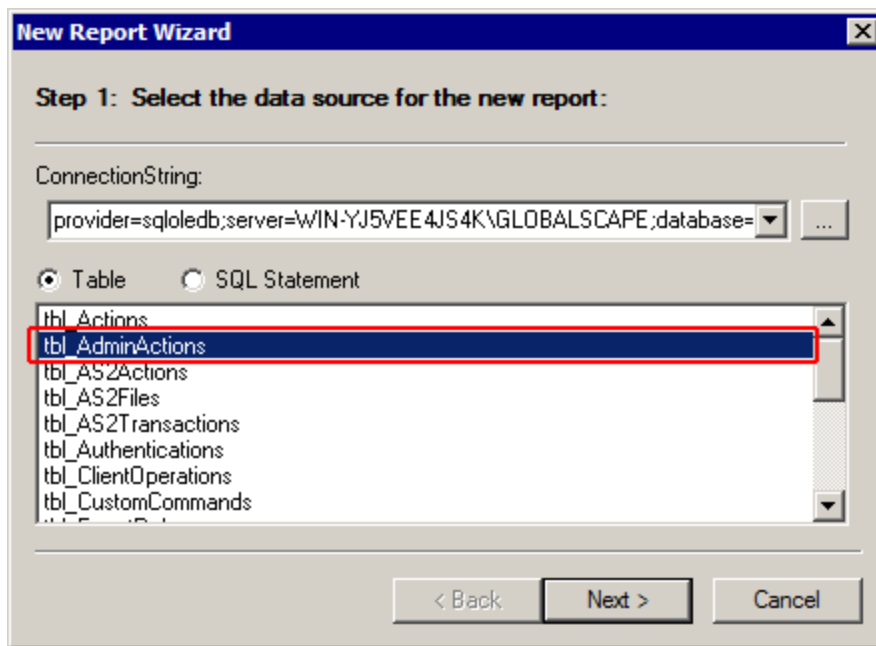 New Report Wizard
Step 1: Select the data source for the new report:
ConnectionString:
provider=sqloledb;server=WIN-YJ5VEE4JS4K\GLOBALSCAPE;database=
...
Table SQL Statement
tbl_Actions
tbl_AdminActions
tbl_AS2Actions
tbl_AS2Files
tbl_AS2Transactions
tbl_Authentications
tbl_ClientOperations
tbl_CustomCommands
< Back Next > Cancel